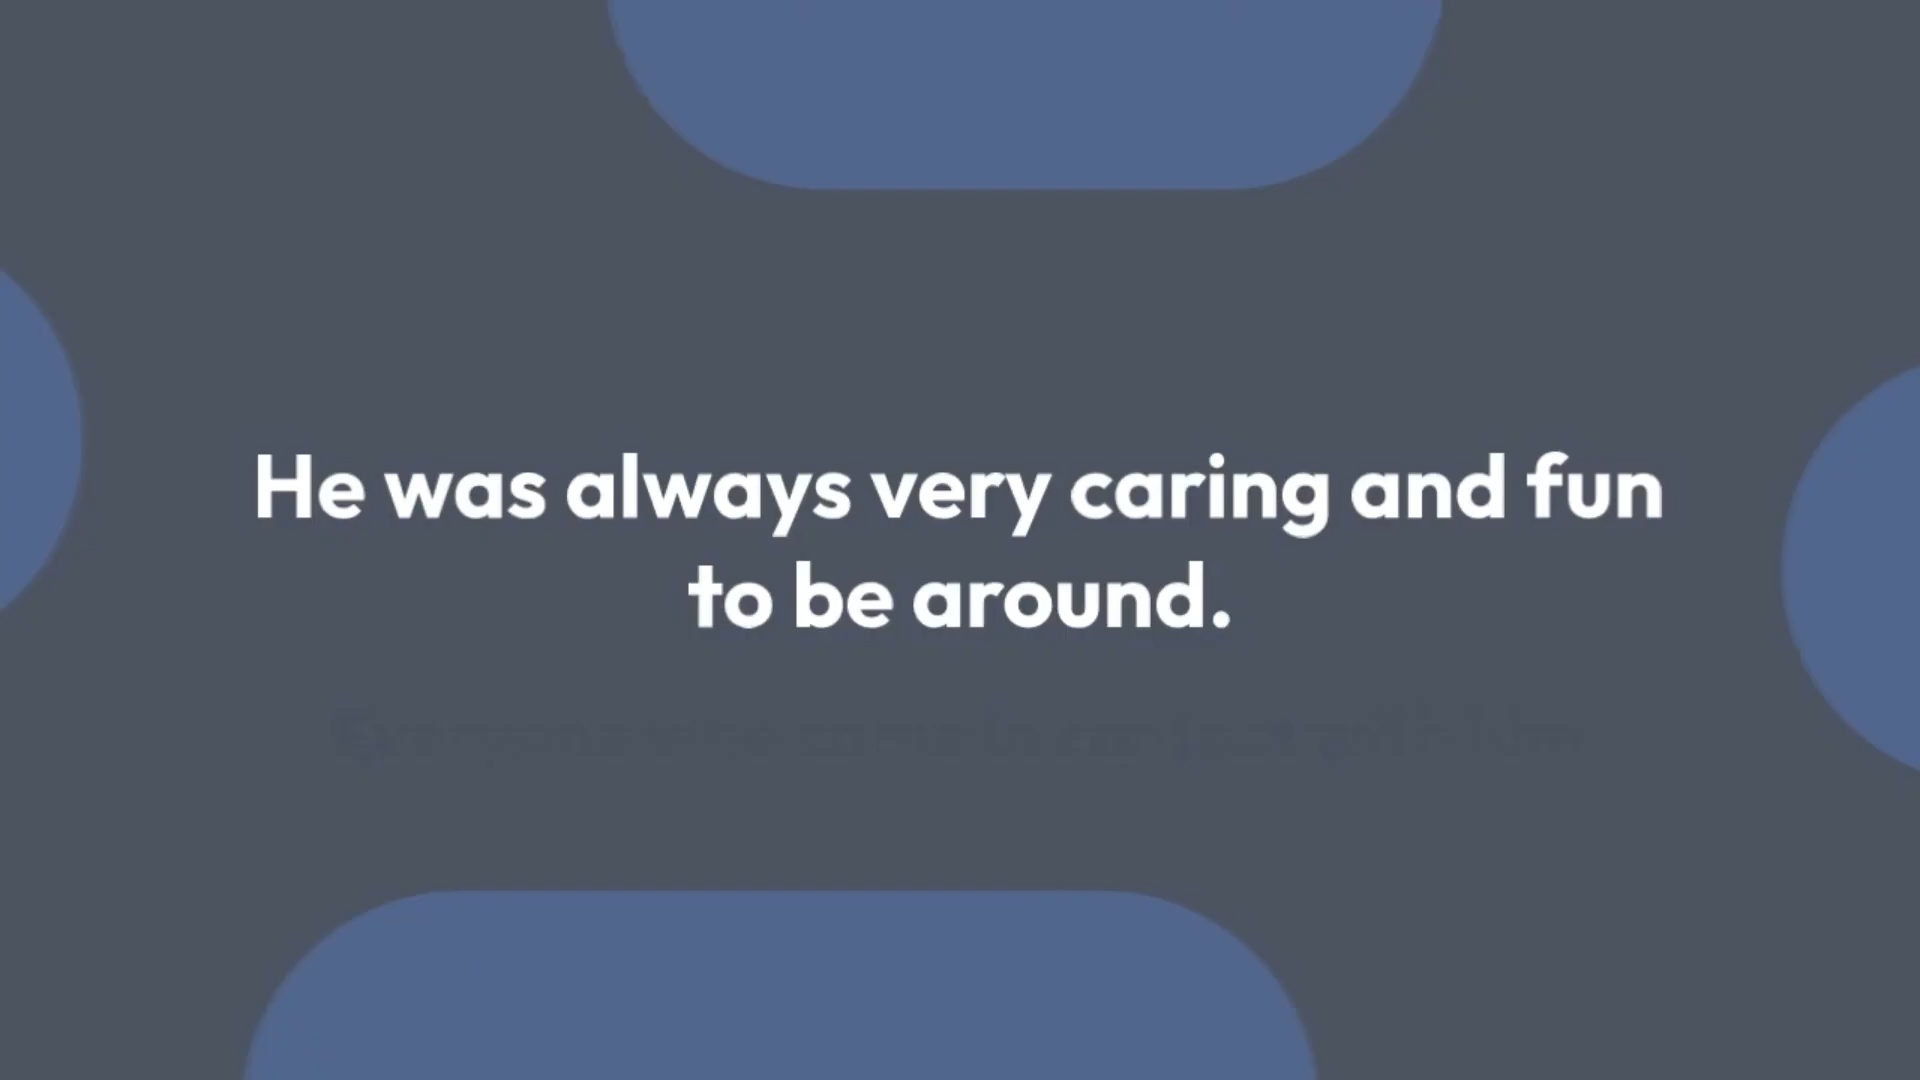 He was always very caring and fun
to be around.